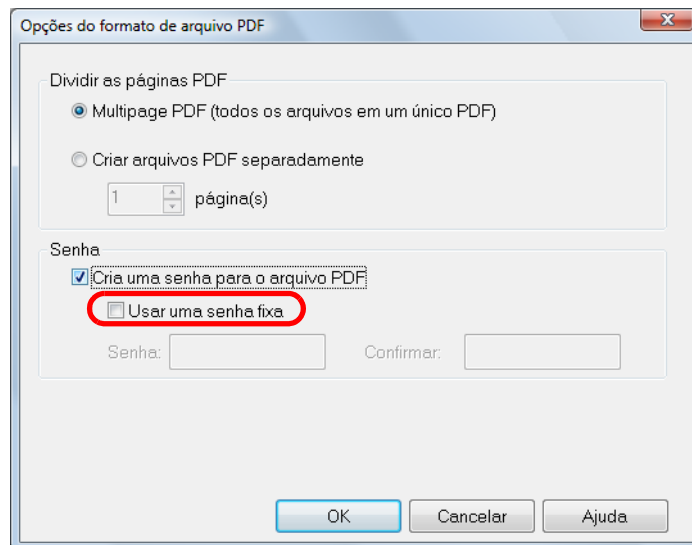 Opções do formato de arquivo PDF
Dividir as páginas PDF
Multipage PDF (todos os arquivos em um único PDF)
Criar arquivos PDF separadamente
1 página(s)
Senha
Cria uma senha para o arquivo PDF
Usar uma senha fixa
Senha: Confirmar:
OK Cancelar Ajuda